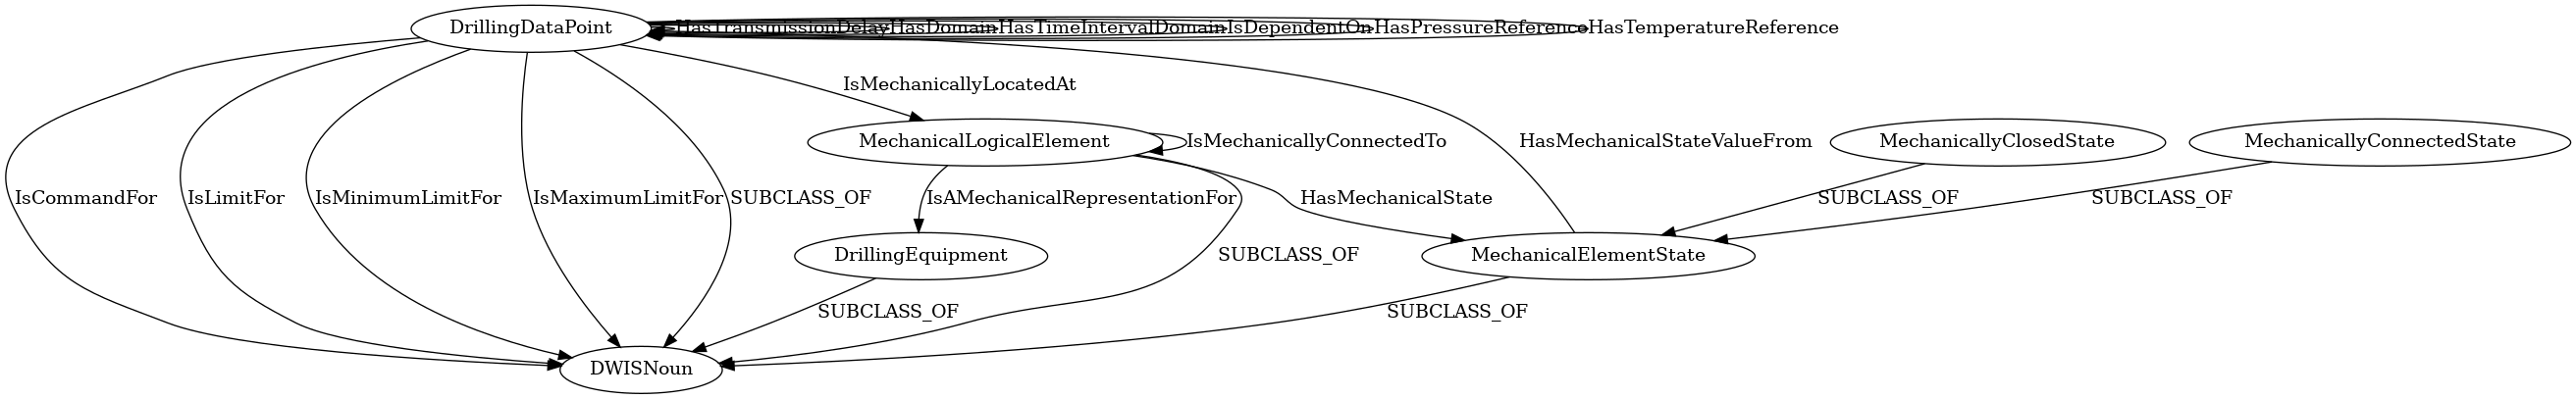 DrillingDataPoint
HasTransmissionDelay
HasDomain
HasTimeIntervalDomain
IsDependentOn
HasPressureReference
HasTemperatureReference
IsMechanicallyLocatedAt
MechanicalLogicalElement
IsMechanicallyConnectedTo
HasMechanicalStateValueFrom
MechanicallyClosedState
MechanicallyConnectedState
IsCommandFor
IsLimitFor
IsMinimumLimitFor
IsMaximumLimitFor
SUBCLASS_OF
IsAMechanicalRepresentationFor
HasMechanicalState
SUBCLASS_OF
SUBCLASS_OF
DrillingEquipment
SUBCLASS_OF
MechanicalElementState
SUBCLASS_OF
SUBCLASS_OF
DWISNoun